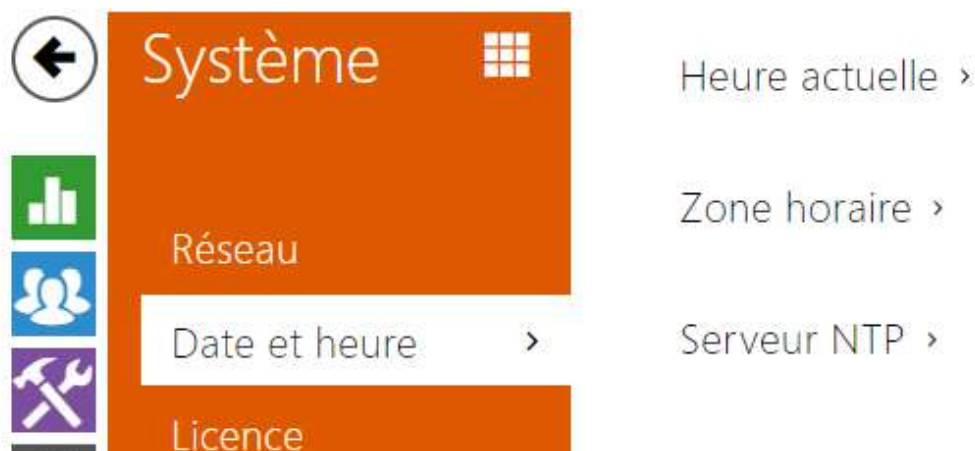 Système
Réseau
Date et heure
Licence
Heure actuelle
Zone horaire
Serveur NTP